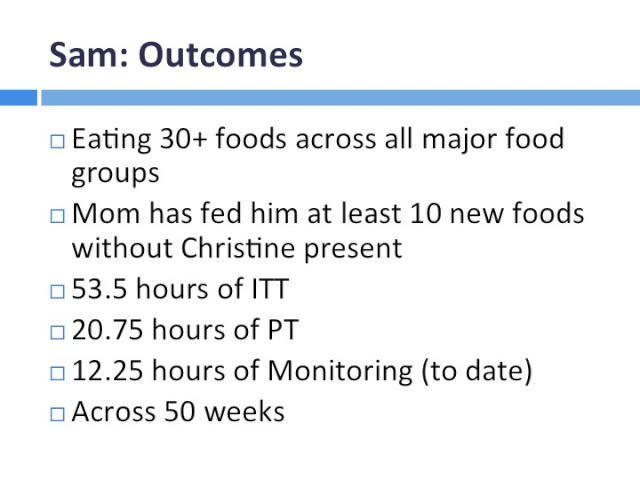 Sam: Outcomes
Eating 30+ foods across all major food
groups
Mom has fed him at least 10 new foods
without Christine present
53.5 hours of ITT
20.75 hours of PT
12.25 hours of Monitoring (to date)
Across 50 weeks